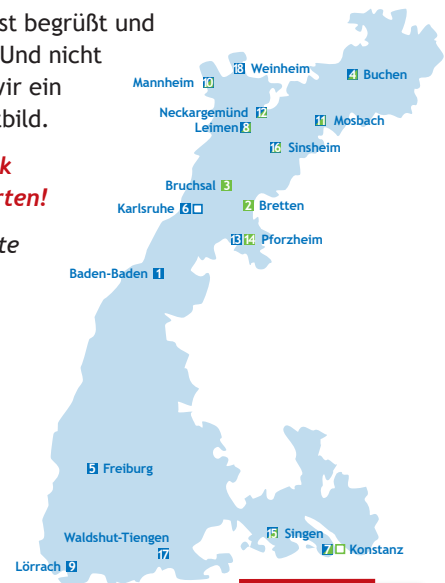 st begrüßt und
Und nicht
vir ein
bild.
k
rten!
te
18 Weinheim
4 Buchen
Mannheim 10
Neckargemünd 12
Leimen 8
11 Mosbach
16 Sinsheim
Bruchsal 3
Karlsruhe 6
2 Bretten
13 14 Pforzheim
Baden-Baden 1
5 Freiburg
Waldshut-Tiengen
17
15 Singen
7 Konstanz
Lörrach 9